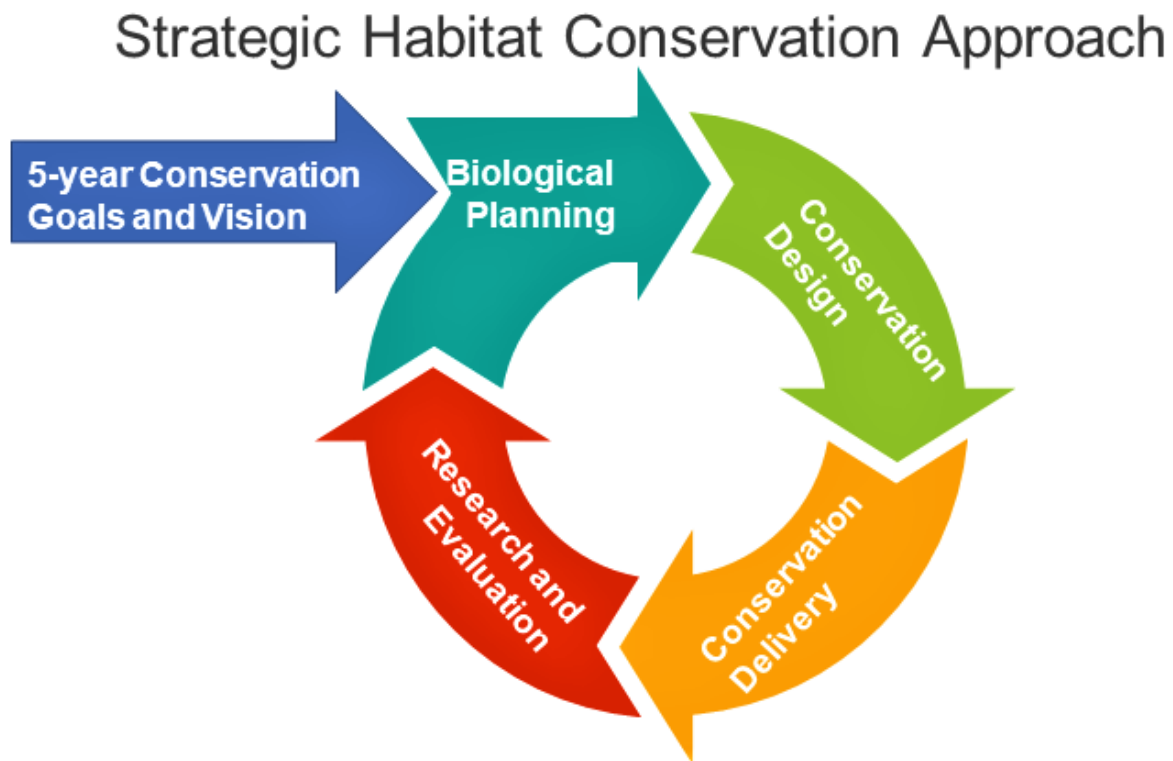 Strategic Habitat Conservation Approach
5-year Conservation
Goals and Vision
Biological
Planning
Conservation
Design
Conservation
Delivery
Research and
Evaluation